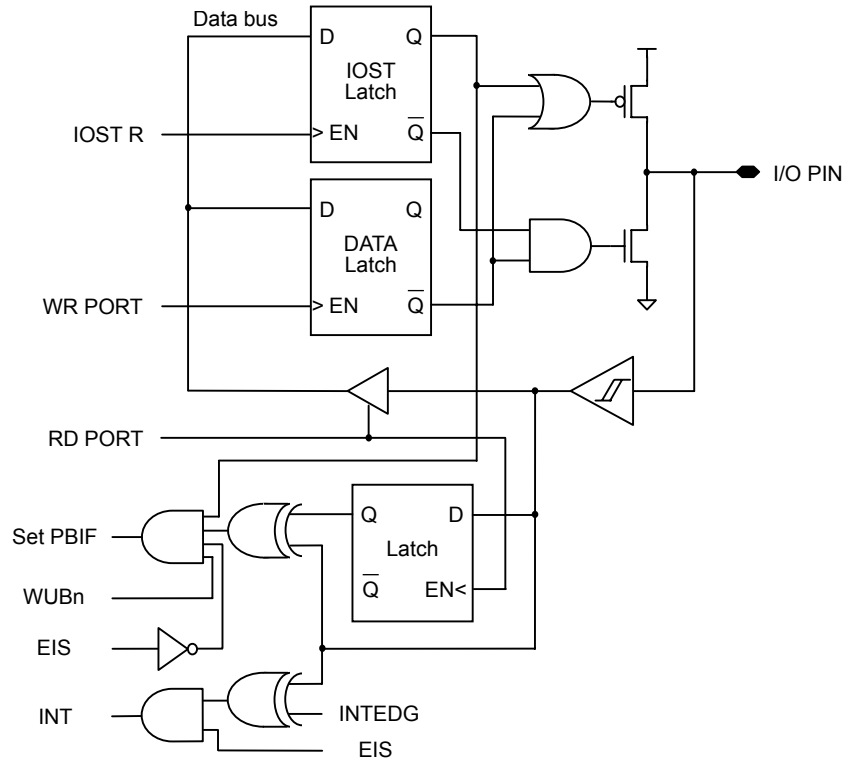 Data bus
D Q
IOST
Latch
IOST R
> EN Q̅
I/O PIN
D Q
DATA
Latch
WR PORT
> EN Q̅
RD PORT
Q D
Set PBIF
Latch
Q̅ EN<
WUBn
EIS
INT
INTEDG
EIS